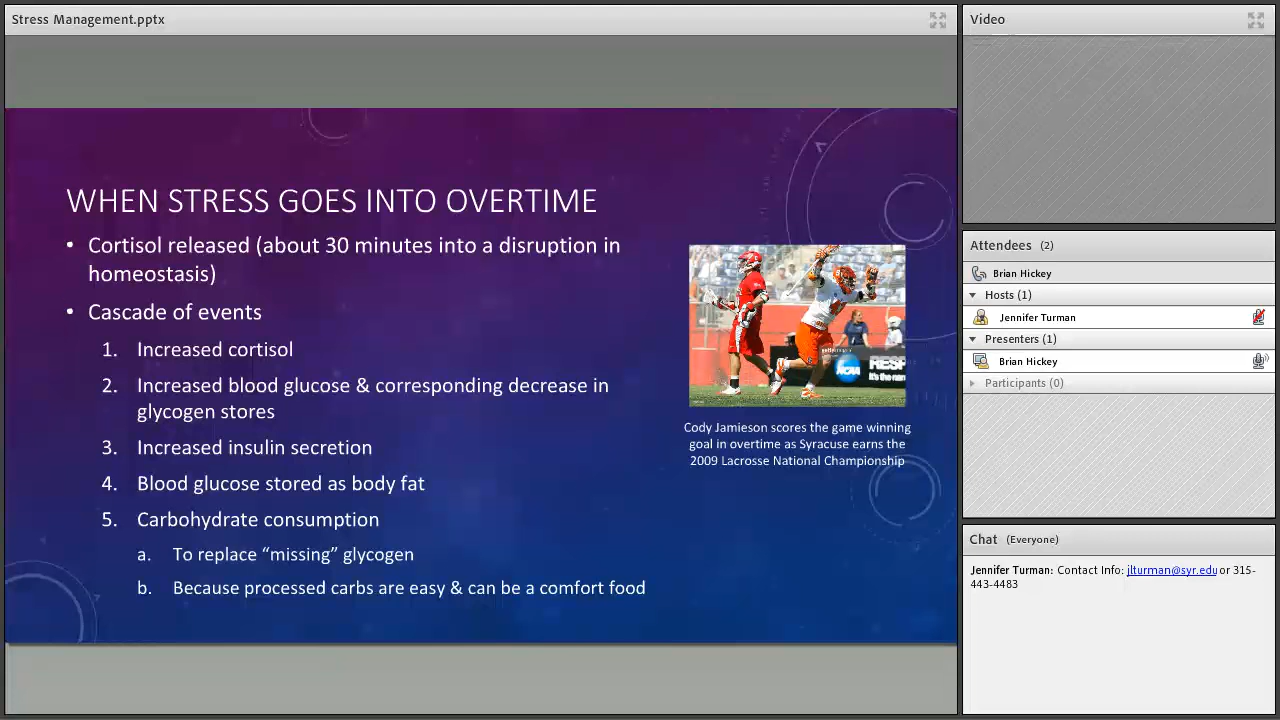 Stress Management.pptx
WHEN STRESS GOES INTO OVERTIME
• Cortisol released (about 30 minutes into a disruption in
homeostasis)
• Cascade of events
1. Increased cortisol
2. Increased blood glucose & corresponding decrease in
glycogen stores
3. Increased insulin secretion
4. Blood glucose stored as body fat
5. Carbohydrate consumption
a. To replace “missing” glycogen
b. Because processed carbs are easy & can be a comfort food
NCAA
RESP
It's the nam
Cody Jamieson scores the game winning
goal in overtime as Syracuse earns the
2009 Lacrosse National Championship
Video
Attendees (2)
Brian Hickey
Hosts (1)
Jennifer Turman
Presenters (1)
Brian Hickey
Participants (0)
Chat (Everyone)
Jennifer Turman: Contact Info: jlturman@syr.edu or 315-
443-4483